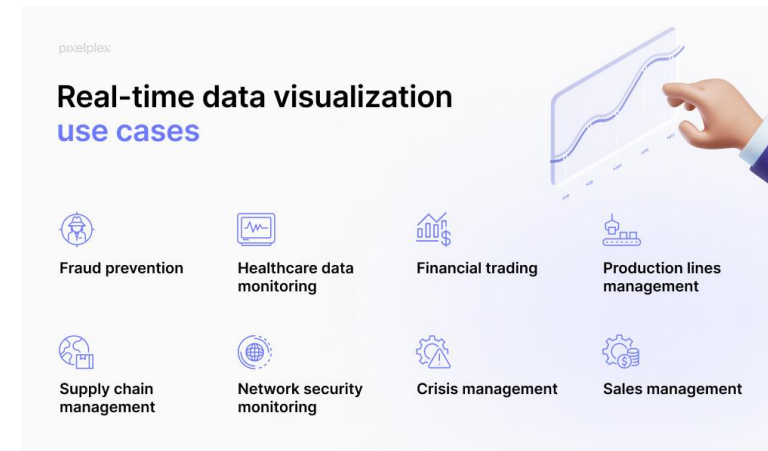 pixelplex
Real-time data visualization
use cases
Fraud prevention
Healthcare data
monitoring
Financial trading
Production lines
management
Supply chain
management
Network security
monitoring
Crisis management
Sales management